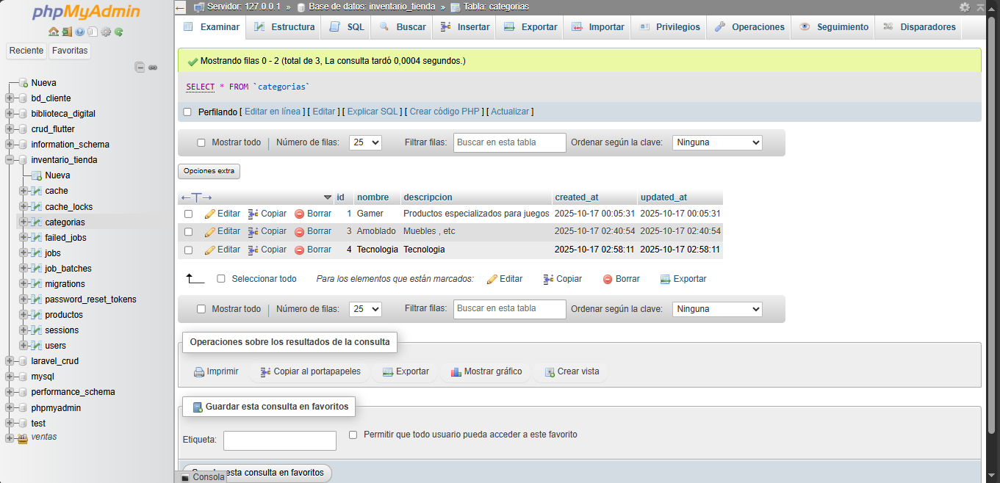 phpMyAdmin
Reciente Favoritas
Nueva
bd_cliente
biblioteca_digital
crud_flutter
information_schema
inventario_tienda
Nueva
cache
cache_locks
categorias
failed_jobs
jobs
job_batches
migrations
password_reset_tokens
productos
sessions
users
laravel_crud
mysql
performance_schema
phpmyadmin
test
ventas
Servidor: 127.0.0.1 » Base de datos: inventario_tienda » Tabla: categorias
Examinar Estructura SQL Buscar Insertar Exportar Importar Privilegios Operaciones Seguimiento Disparadores
Mostrando filas 0 - 2 (total de 3, La consulta tardó 0,0004 segundos.)
SELECT * FROM `categorias`
Perfilando [ Editar en línea ] [ Editar ] [ Explicar SQL ] [ Crear código PHP ] [ Actualizar ]
Mostrar todo Número de filas: 25 Filtrar filas: Buscar en esta tabla Ordenar según la clave: Ninguna
Opciones extra
←T→ id nombre descripcion created_at updated_at
Editar Copiar Borrar 1 Gamer Productos especializados para juegos 2025-10-17 00:05:31 2025-10-17 00:05:31
Editar Copiar Borrar 3 Amoblado Muebles , etc 2025-10-17 02:40:54 2025-10-17 02:40:54
Editar Copiar Borrar 4 Tecnologia Tecnologia 2025-10-17 02:58:11 2025-10-17 02:58:11
Seleccionar todo Para los elementos que están marcados: Editar Copiar Borrar Exportar
Mostrar todo Número de filas: 25 Filtrar filas: Buscar en esta tabla Ordenar según la clave: Ninguna
Operaciones sobre los resultados de la consulta
Imprimir Copiar al portapapeles Exportar Mostrar gráfico Crear vista
Guardar esta consulta en favoritos
Etiqueta: Permitir que todo usuario pueda acceder a este favorito
esta consulta en favoritos
Consola